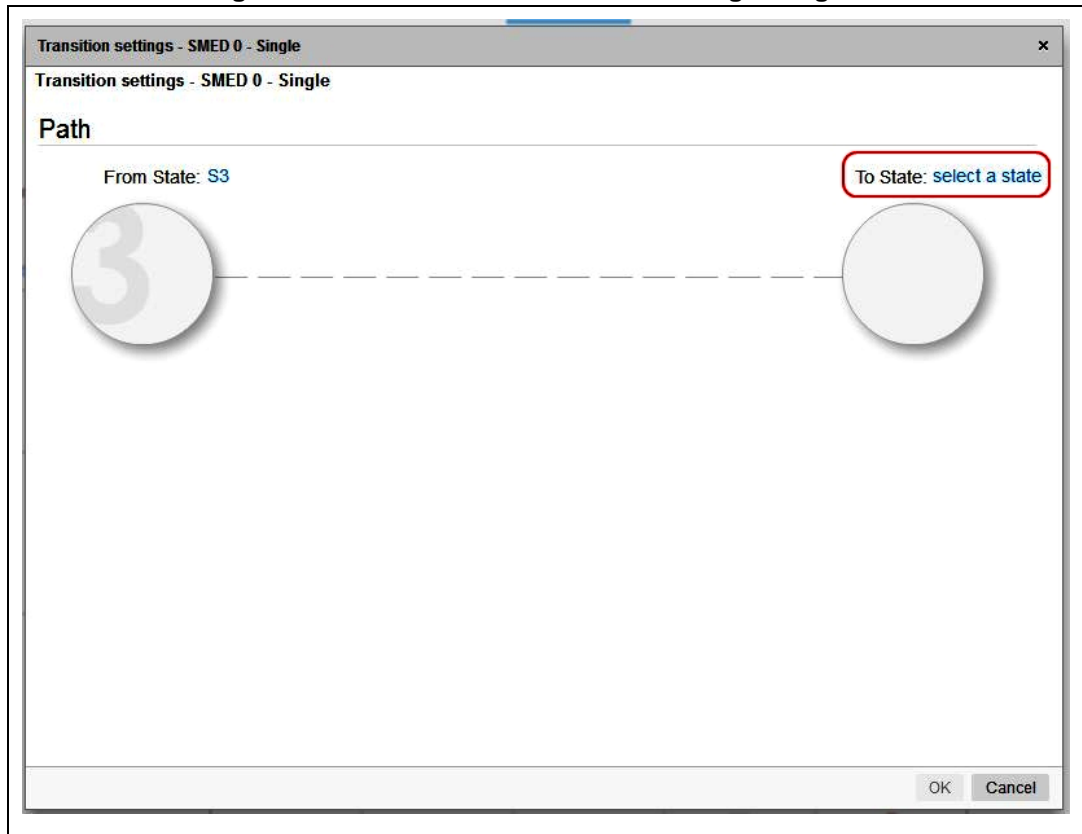 Transition settings - SMED 0 - Single ×
Transition settings - SMED 0 - Single
Path
From State: S3 To State: select a state
3
OK Cancel